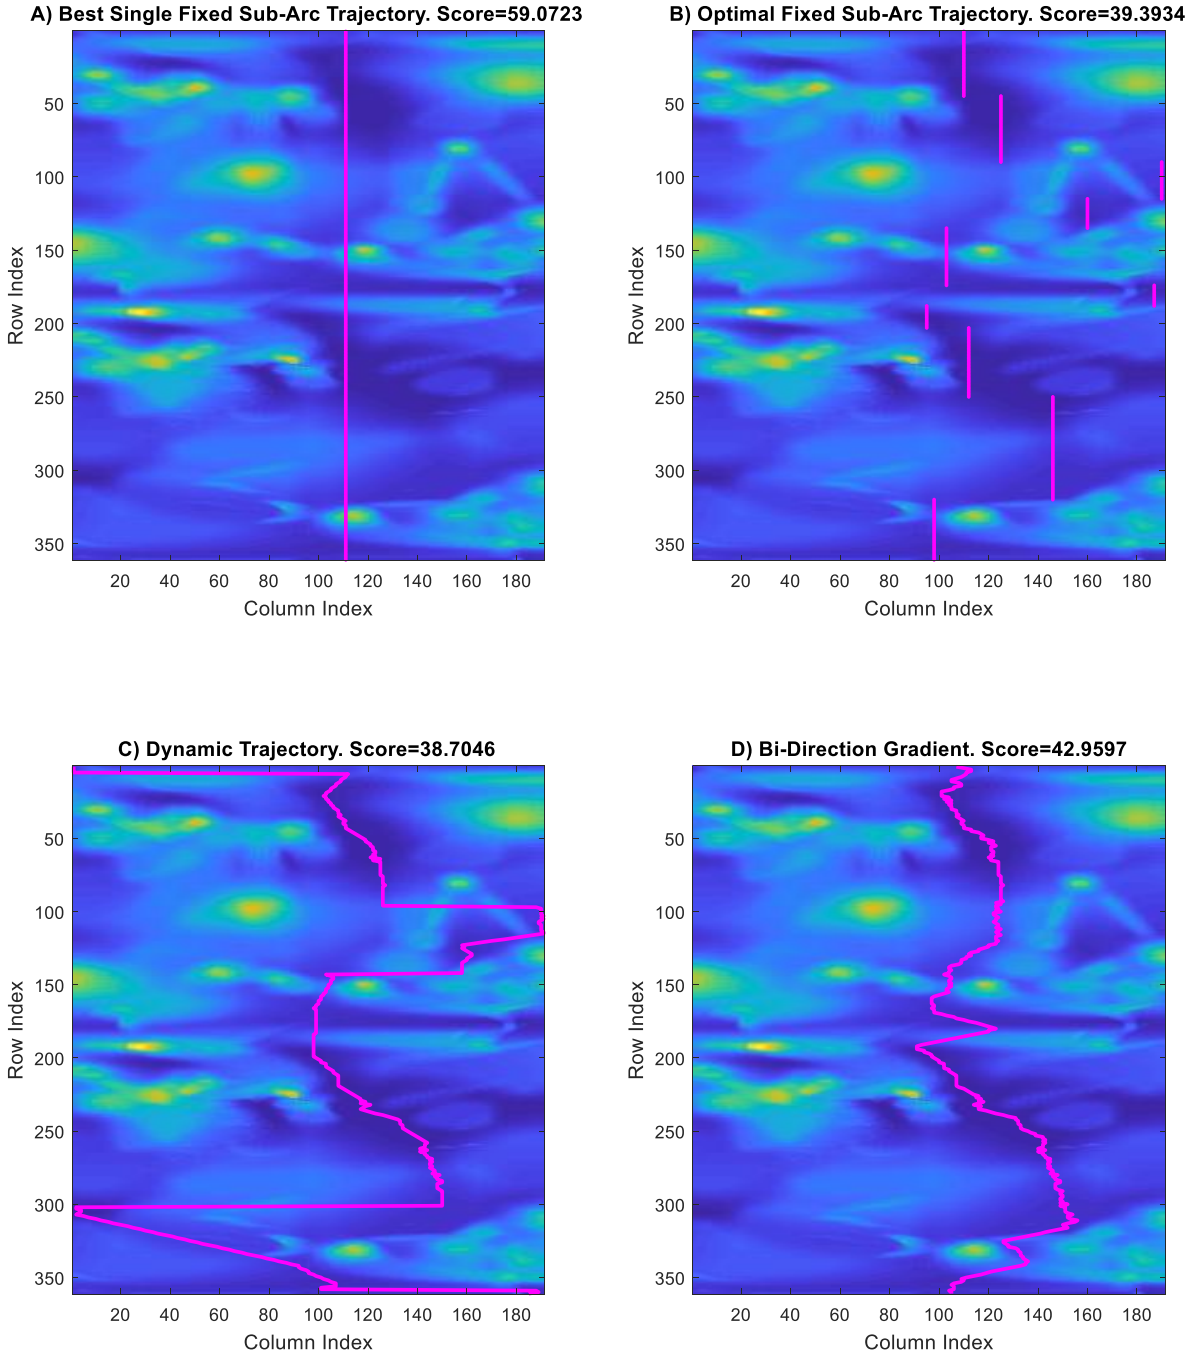 A) Best Single Fixed Sub-Arc Trajectory. Score=59.0723
50
100
150
200
250
300
350
Row Index
20 40 60 80 100 120 140 160 180
Column Index
B) Optimal Fixed Sub-Arc Trajectory. Score=39.3934
50
100
150
200
250
300
350
Row Index
20 40 60 80 100 120 140 160 180
Column Index
C) Dynamic Trajectory. Score=38.7046
50
100
150
200
250
300
350
Row Index
20 40 60 80 100 120 140 160 180
Column Index
D) Bi-Direction Gradient. Score=42.9597
50
100
150
200
250
300
350
Row Index
20 40 60 80 100 120 140 160 180
Column Index